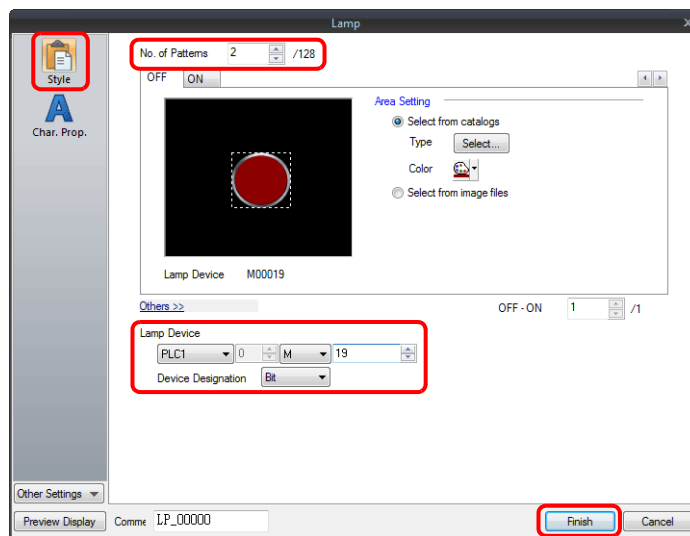 Lamp
Style
A
Char. Prop.
No. of Patterns 2 /128
OFF ON
Area Setting
Select from catalogs
Type Select...
Color
Select from image files
Lamp Device M00019
Others >>
OFF - ON 1 /1
Lamp Device
PLC1 0 M 19
Device Designation Bit
Other Settings
Preview Display Comme LP_00000 Finish Cancel